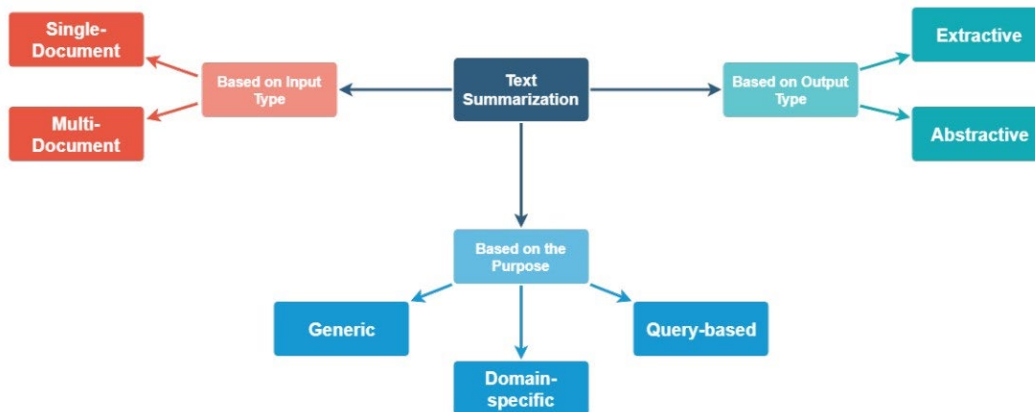 Single-
Document
Multi-
Document
Based on Input
Type
Text
Summarization
Based on Output
Type
Extractive
Abstractive
Based on the
Purpose
Generic
Domain-
specific
Query-based